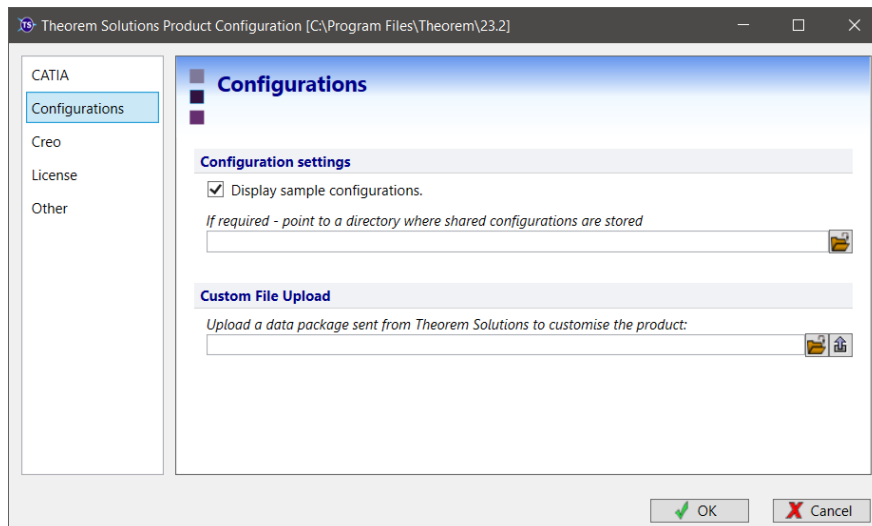 TS Theorem Solutions Product Configuration [C:\Program Files\Theorem\23.2]
CATIA
Configurations
Creo
License
Other
Configurations
Configuration settings
Display sample configurations.
If required - point to a directory where shared configurations are stored
Custom File Upload
Upload a data package sent from Theorem Solutions to customise the product:
OK
Cancel